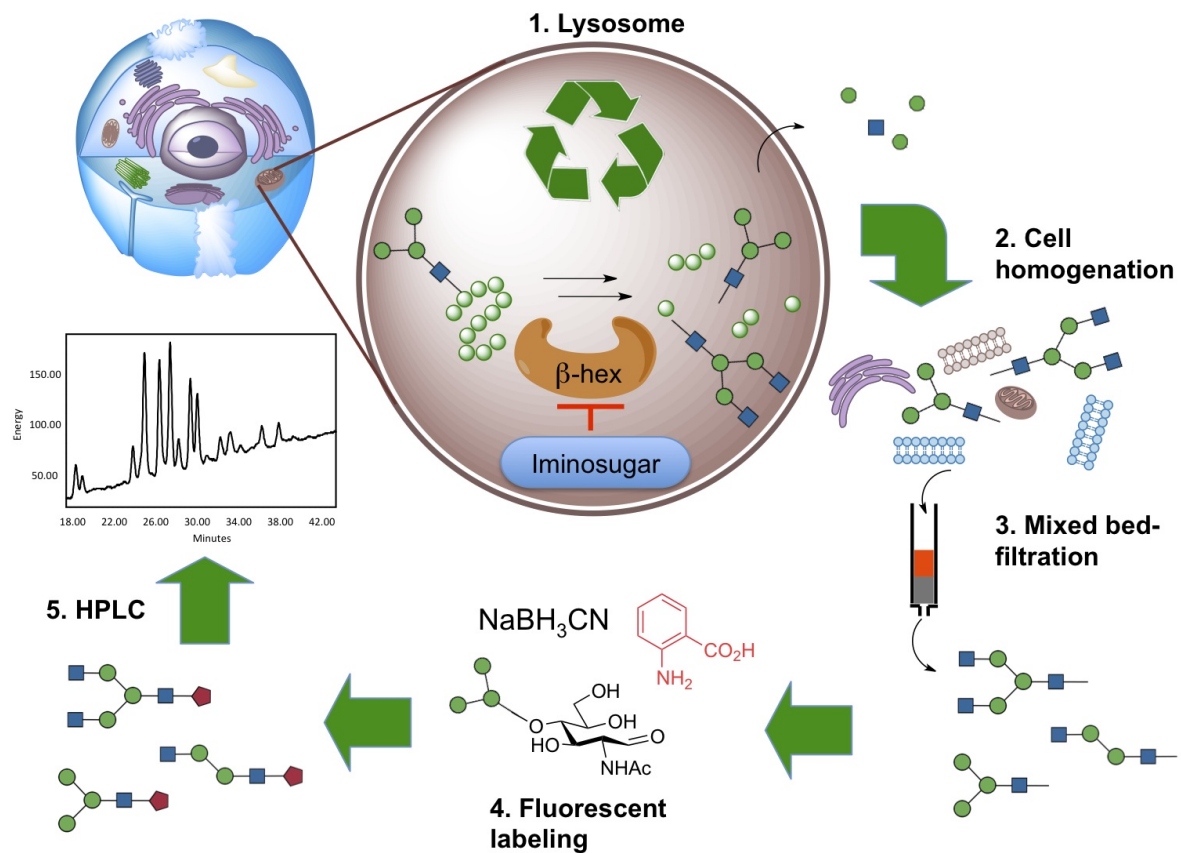 1. Lysosome
β-hex
Iminosugar
2. Cell
homogenation
3. Mixed bed-
filtration
NaBH₃CN
CO₂H
NH₂
OH
O
OH
HO
O
NHAc
4. Fluorescent
labeling
5. HPLC
150.00
100.00
50.00
Energy
18.00 22.00 26.00 30.00 34.00 38.00 42.00
Minutes